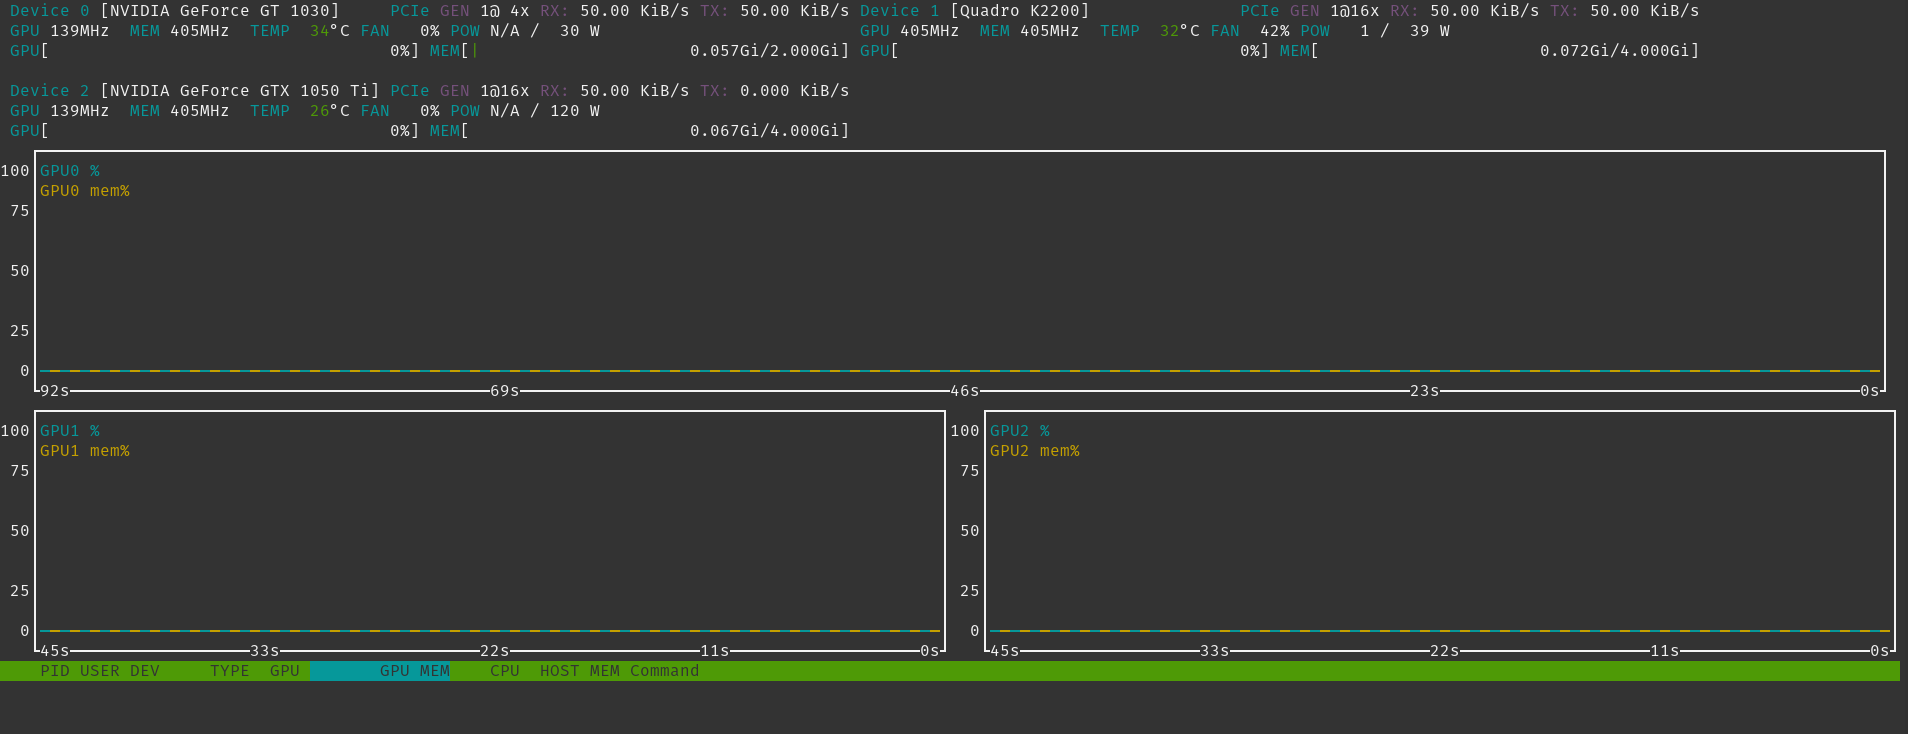 Device 0 [NVIDIA GeForce GT 1030]     PCIe GEN 1@ 4x RX: 50.00 KiB/s TX: 50.00 KiB/s Device 1 [Quadro K2200]               PCIe GEN 1@16x RX: 50.00 KiB/s TX: 50.00 KiB/s
GPU 139MHz  MEM 405MHz  TEMP  34°C FAN   0% POW N/A /  30 W                          GPU 405MHz  MEM 405MHz  TEMP  32°C FAN  42% POW   1 /  39 W
GPU[                                  0%] MEM[|                     0.057Gi/2.000Gi] GPU[                                  0%] MEM[                      0.072Gi/4.000Gi]
Device 2 [NVIDIA GeForce GTX 1050 Ti] PCIe GEN 1@16x RX: 50.00 KiB/s TX: 0.000 KiB/s
GPU 139MHz  MEM 405MHz  TEMP  26°C FAN   0% POW N/A / 120 W
GPU[                                  0%] MEM[                      0.067Gi/4.000Gi]
100 GPU0 %
GPU0 mem%
75
50
25
0
92s 69s 46s 23s 0s
100 GPU1 %
GPU1 mem%
75
50
25
0
45s 33s 22s 11s 0s
100 GPU2 %
GPU2 mem%
75
50
25
0
45s 33s 22s 11s 0s
PID USER DEV     TYPE  GPU        GPU MEM    CPU  HOST MEM Command